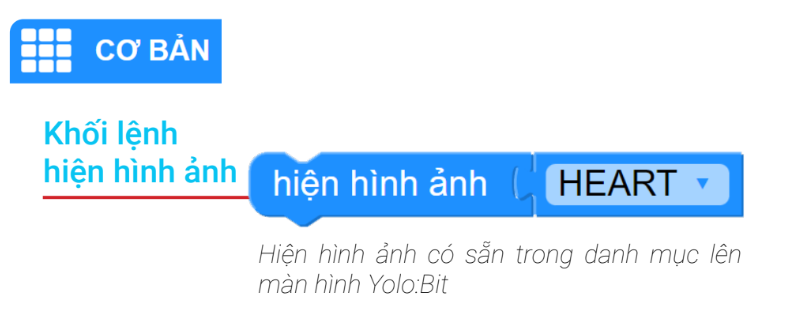 CƠ BẢN
Khối lệnh
hiện hình ảnh
hiện hình ảnh HEART
Hiện hình ảnh có sẵn trong danh mục lên
màn hình Yolo:Bit